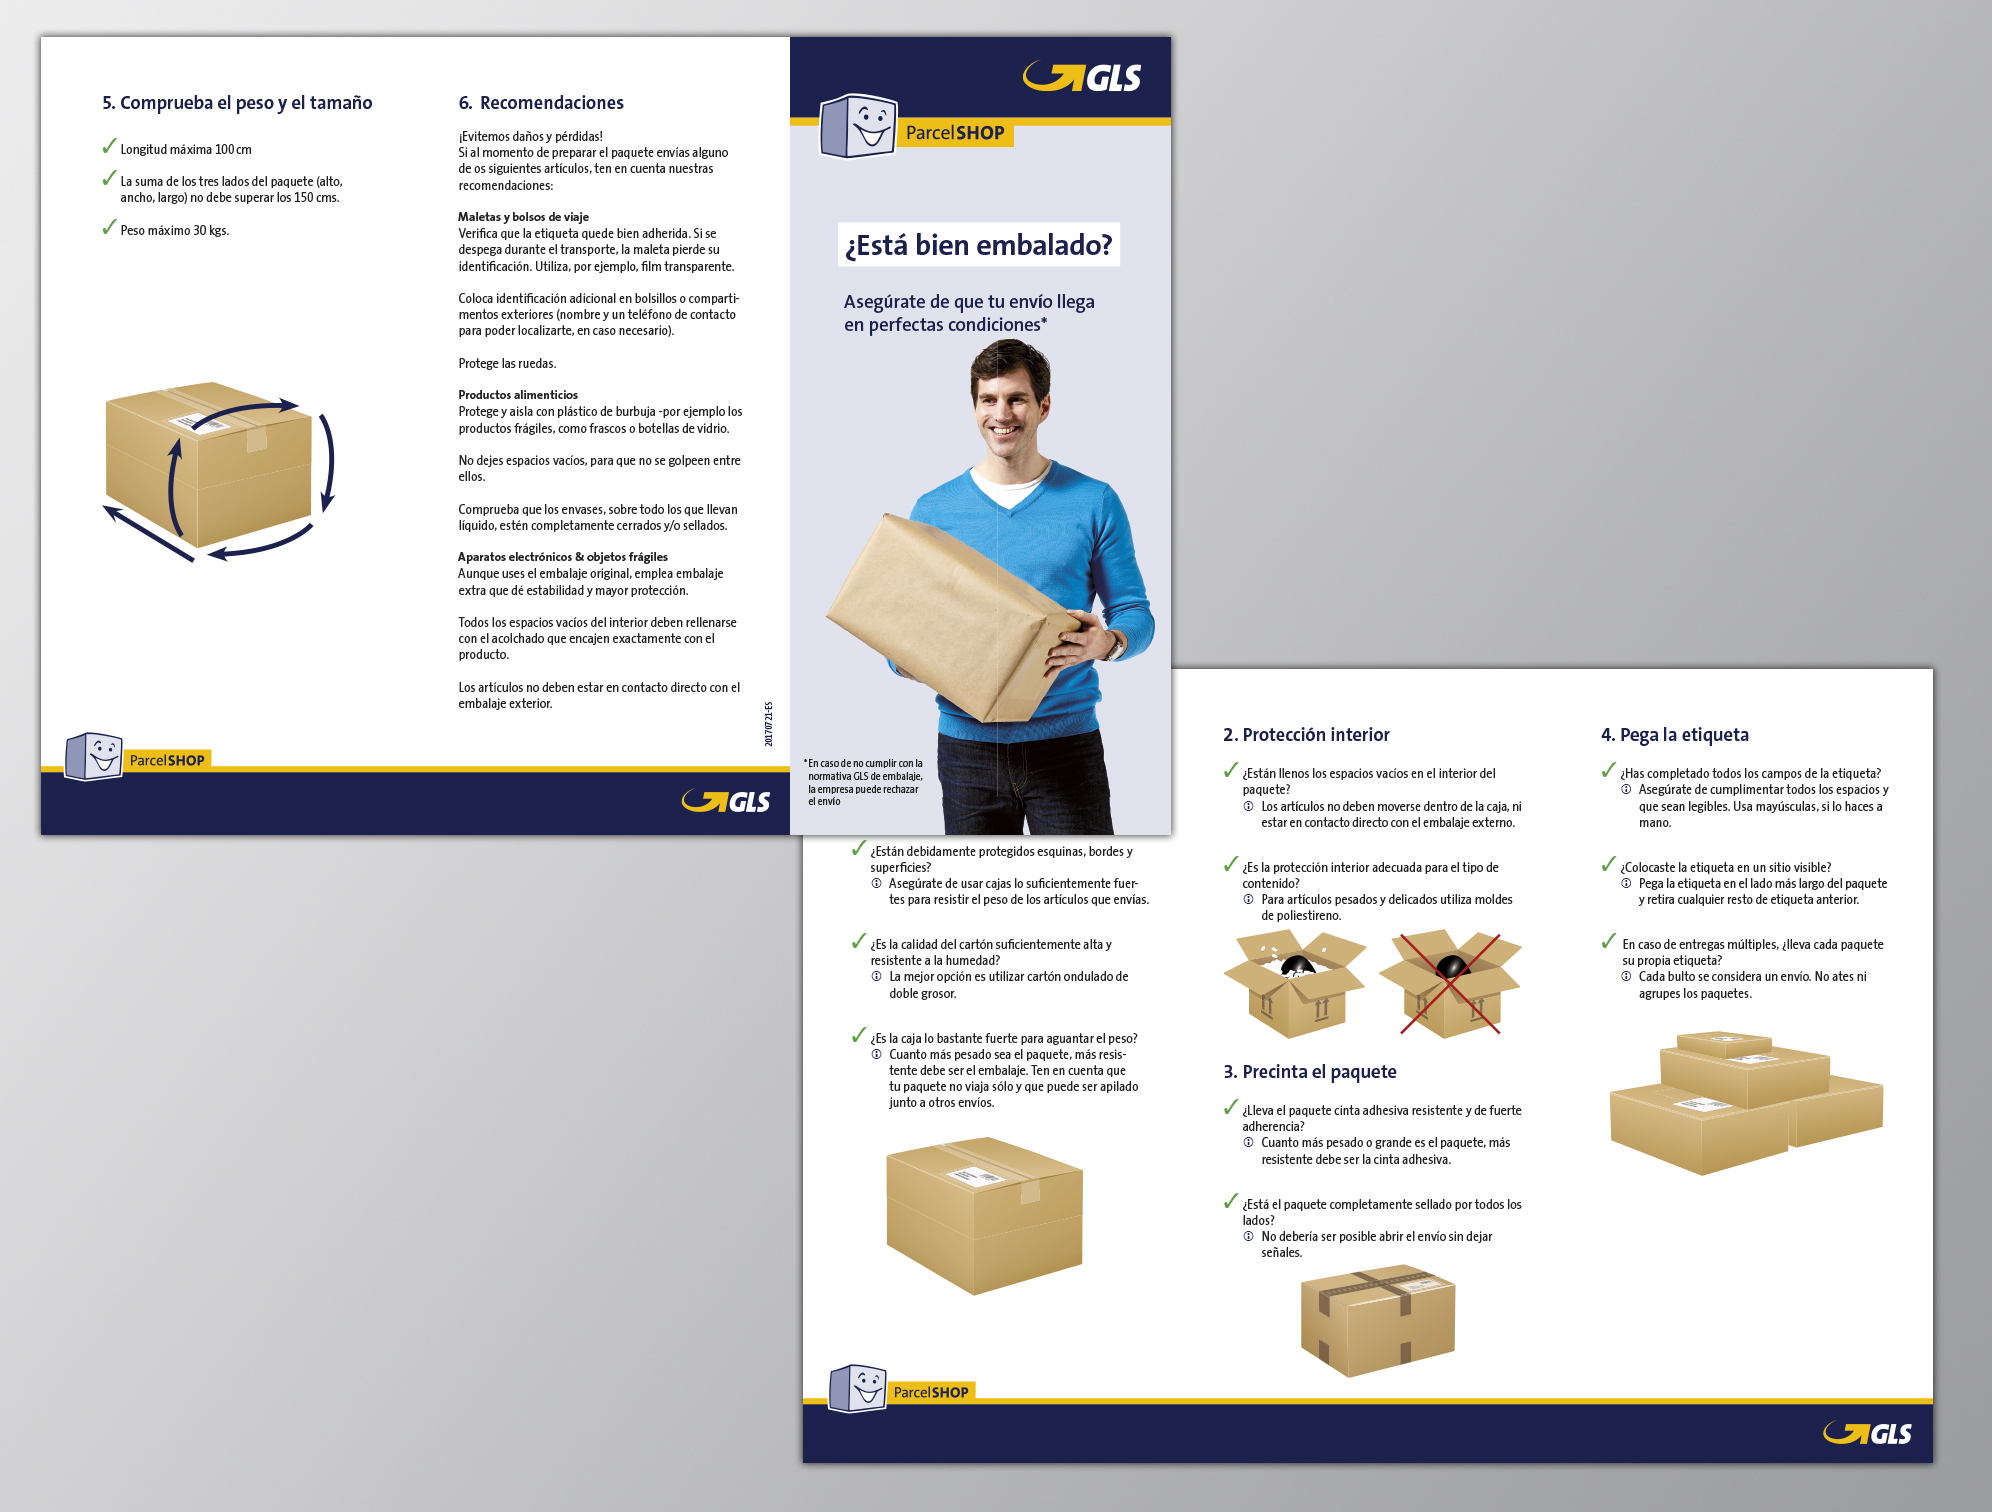 5. Comprueba el peso y el tamaño
Longitud máxima 100 cm
La suma de los tres lados del paquete (alto,
ancho, largo) no debe superar los 150 cms.
Peso máximo 30 kgs.
ParcelSHOP
6. Recomendaciones
¡Evitemos daños y pérdidas!
Si al momento de preparar el paquete envías alguno
de os siguientes artículos, ten en cuenta nuestras
recomendaciones:
Maletas y bolsos de viaje
Verifica que la etiqueta quede bien adherida. Si se
despega durante el transporte, la maleta pierde su
identificación. Utiliza, por ejemplo, film transparente.
Coloca identificación adicional en bolsillos o comparti-
mentos exteriores (nombre y un teléfono de contacto
para poder localizarte, en caso necesario).
Protege las ruedas.
Productos alimenticios
Protege y aisla con plástico de burbuja -por ejemplo los
productos frágiles, como frascos o botellas de vidrio.
No dejes espacios vacíos, para que no se golpeen entre
ellos.
Comprueba que los envases, sobre todo los que llevan
líquido, estén completamente cerrados y/o sellados.
Aparatos electrónicos & objetos frágiles
Aunque uses el embalaje original, emplea embalaje
extra que dé estabilidad y mayor protección.
Todos los espacios vacíos del interior deben rellenarse
con el acolchado que encajen exactamente con el
producto.
Los artículos no deben estar en contacto directo con el
embalaje exterior.
20170721-ES
GLS
GLS
ParcelSHOP
¿Está bien embalado?
Asegúrate de que tu envío llega
en perfectas condiciones*
*En caso de no cumplir con la
normativa GLS de embalaje,
la empresa puede rechazar
el envío
¿Están debidamente protegidos esquinas, bordes y
superficies?
Asegúrate de usar cajas lo suficientemente fuer-
tes para resistir el peso de los artículos que envías.
¿Es la calidad del cartón suficientemente alta y
resistente a la humedad?
La mejor opción es utilizar cartón ondulado de
doble grosor.
¿Es la caja lo bastante fuerte para aguantar el peso?
Cuanto más pesado sea el paquete, más resis-
tente debe ser el embalaje. Ten en cuenta que
tu paquete no viaja sólo y que puede ser apilado
junto a otros envíos.
ParcelSHOP
2. Protección interior
¿Están llenos los espacios vacíos en el interior del
paquete?
Los artículos no deben moverse dentro de la caja, ni
estar en contacto directo con el embalaje externo.
¿Es la protección interior adecuada para el tipo de
contenido?
Para artículos pesados y delicados utiliza moldes
de poliestireno.
3. Precinta el paquete
¿Lleva el paquete cinta adhesiva resistente y de fuerte
adherencia?
Cuanto más pesado o grande es el paquete, más
resistente debe ser la cinta adhesiva.
¿Está el paquete completamente sellado por todos los
lados?
No debería ser posible abrir el envío sin dejar
señales.
4. Pega la etiqueta
¿Has completado todos los campos de la etiqueta?
Asegúrate de cumplimentar todos los espacios y
que sean legibles. Usa mayúsculas, si lo haces a
mano.
¿Colocaste la etiqueta en un sitio visible?
Pega la etiqueta en el lado más largo del paquete
y retira cualquier resto de etiqueta anterior.
En caso de entregas múltiples, ¿lleva cada paquete
su propia etiqueta?
Cada bulto se considera un envío. No ates ni
agrupes los paquetes.
GLS